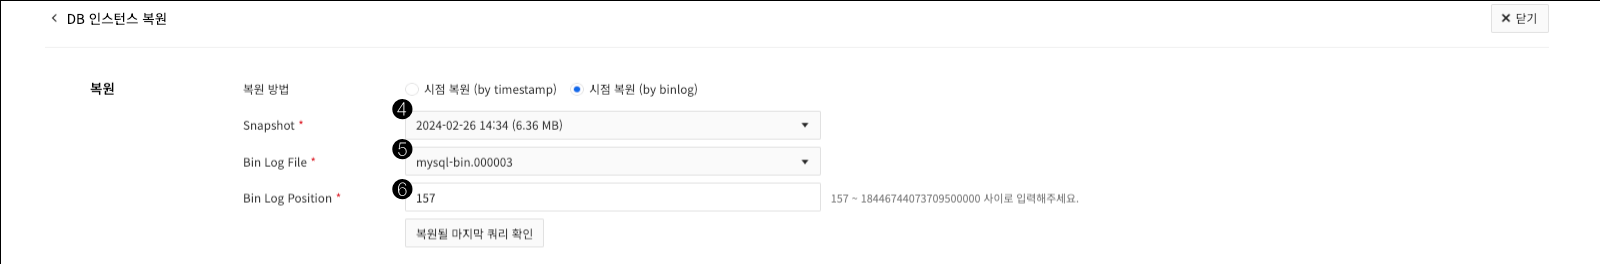 < DB 인스턴스 복원
✕ 닫기
복원
복원 방법 시점 복원 (by timestamp) 시점 복원 (by binlog)
4
Snapshot * 2024-02-26 14:34 (6.36 MB)
5
Bin Log File * mysql-bin.000003
6
Bin Log Position * 157 157 ~ 18446744073709500000 사이로 입력해주세요.
복원될 마지막 쿼리 확인